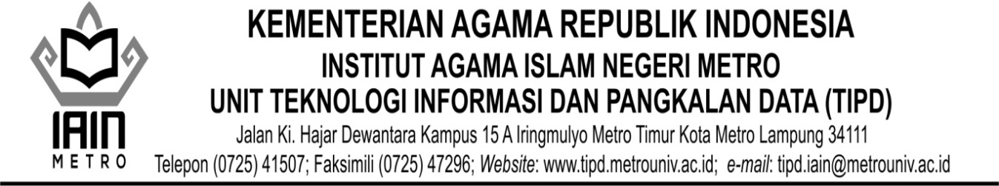 KEMENTERIAN AGAMA REPUBLIK INDONESIA
INSTITUT AGAMA ISLAM NEGERI METRO
UNIT TEKNOLOGI INFORMASI DAN PANGKALAN DATA (TIPD)
Jalan Ki. Hajar Dewantara Kampus 15 A Iringmulyo Metro Timur Kota Metro Lampung 34111
Telepon (0725) 41507; Faksimili (0725) 47296; Website: www.tipd.metrouniv.ac.id; e-mail: tipd.iain@metrouniv.ac.id
IAIN
METRO